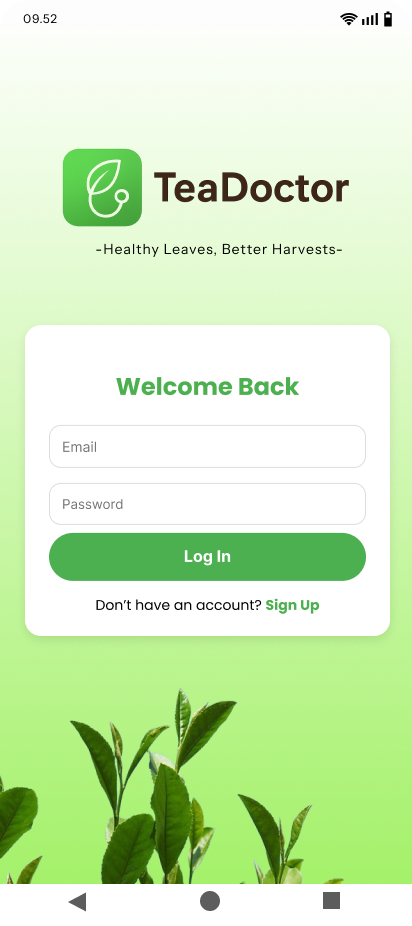 09.52
TeaDoctor
-Healthy Leaves, Better Harvests-
Welcome Back
Email
Password
Log In
Don't have an account? Sign Up